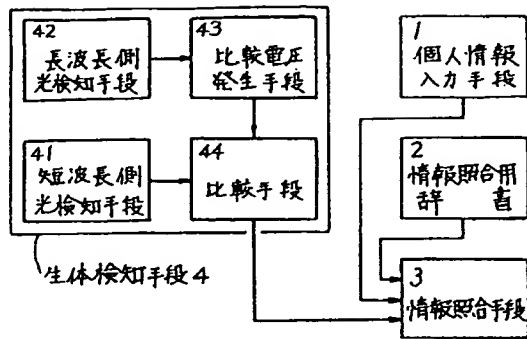 42
長波長側
光検知手段
43
比較電圧
発生手段
1
個人情報
入力手段
41
短波長側
光検知手段
44
比較手段
2
情報照合用
辞 書
生体検知手段4
3
情報照合手段